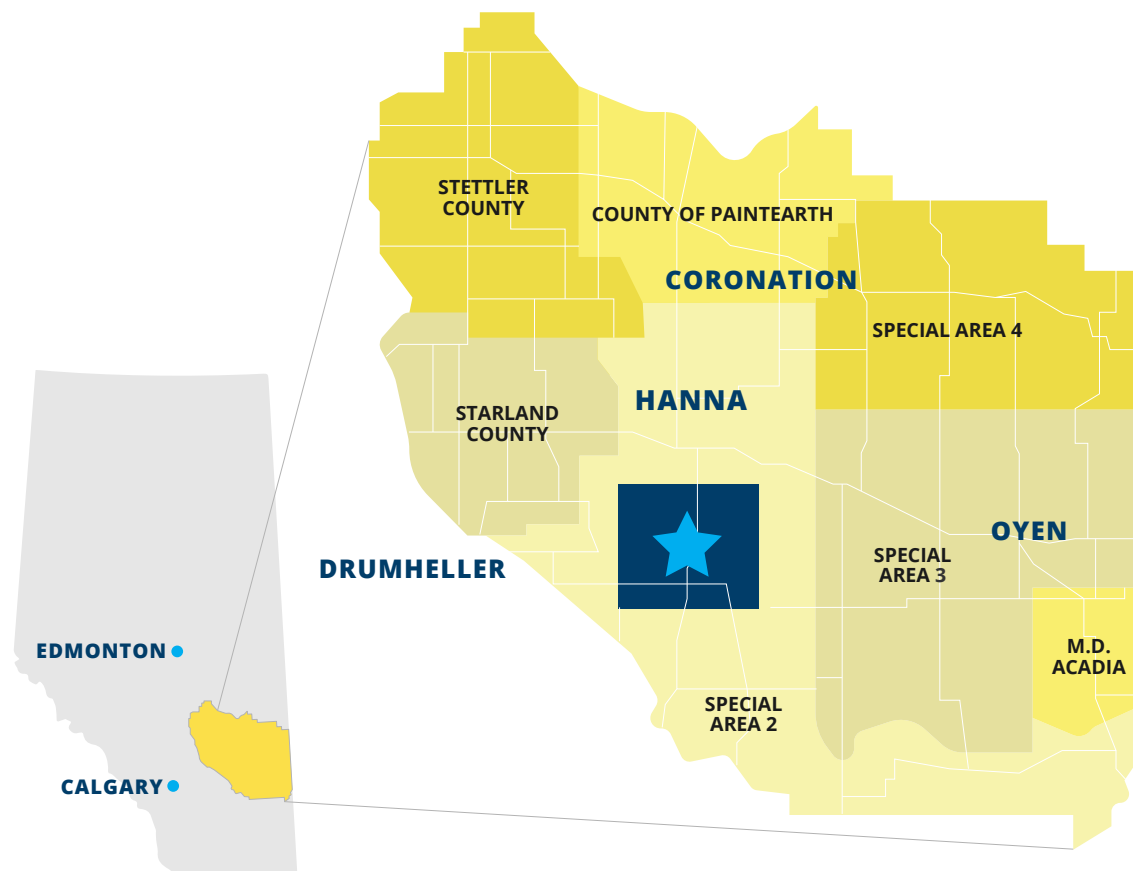 STETTLER
COUNTY
COUNTY OF PAINTEARTH
CORONATION
SPECIAL AREA 4
HANNA
STARLAND
COUNTY
OYEN
SPECIAL
AREA 3
DRUMHELLER
M.D.
ACADIA
EDMONTON
SPECIAL
AREA 2
CALGARY